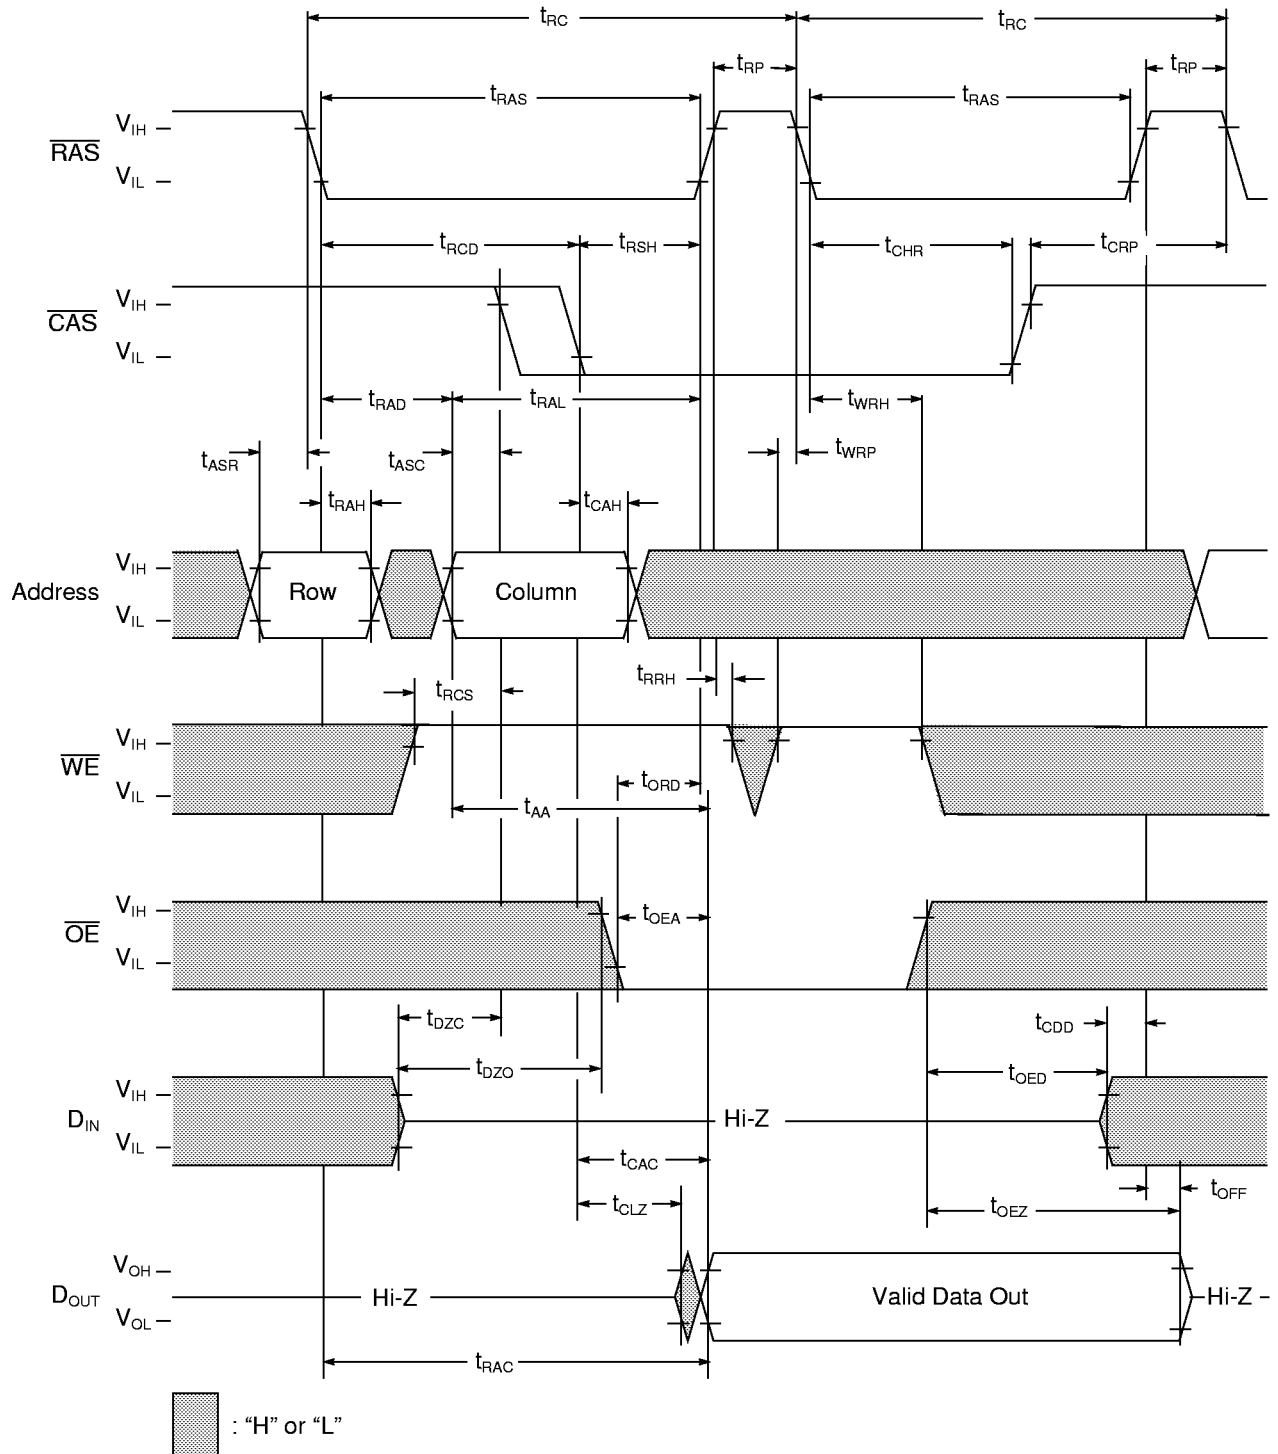 tRC tRC
tRP tRP
tRAS tRAS
RAS VIH
VIL
tRCD tRSH tCHR tCRP
CAS VIH
VIL
tRAD tRAL tWRH
tASR tASC tWRP
tRAH tCAH
Address VIH
Row Column
VIL
tRRH
tRCS
WE VIH
VIL
tORD
tAA
OE VIH
tOEA
VIL
tDZC tCDD
tDZO tOED
DIN VIH
Hi-Z
VIL
tCAC
tCLZ tOEZ tOFF
DOUT VOH
Hi-Z Valid Data Out Hi-Z
VOL
tRAC
: “H” or “L”